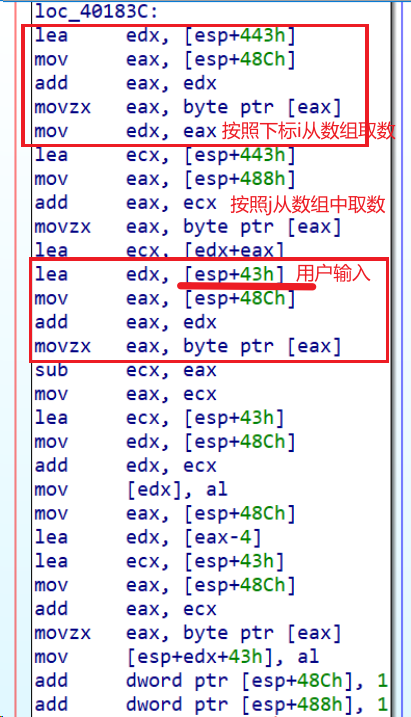 loc_40183C:
lea edx, [esp+443h]
mov eax, [esp+48Ch]
add eax, edx
movzx eax, byte ptr [eax]
mov edx, eax 按照下标i从数组取数
lea ecx, [esp+443h]
mov eax, [esp+488h]
add eax, ecx 按照j从数组中取数
movzx eax, byte ptr [eax]
lea ecx, [edx+eax]
lea edx, [esp+43h] 用户输入
mov eax, [esp+48Ch]
add eax, edx
movzx eax, byte ptr [eax]
sub ecx, eax
mov eax, ecx
lea ecx, [esp+43h]
mov edx, [esp+48Ch]
add edx, ecx
mov [edx], al
mov eax, [esp+48Ch]
lea edx, [eax-4]
lea ecx, [esp+43h]
mov eax, [esp+48Ch]
add eax, ecx
movzx eax, byte ptr [eax]
mov [esp+edx+43h], al
add dword ptr [esp+48Ch], 1
add dword ptr [esp+488h], 1